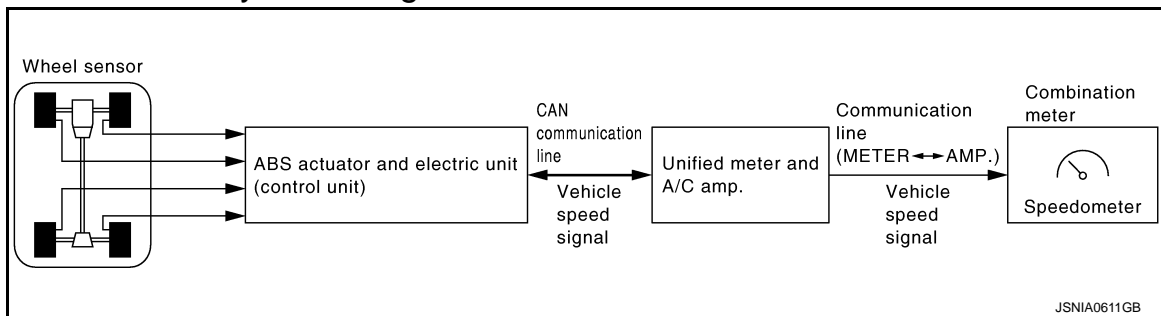 Wheel sensor
ABS actuator and electric unit
(control unit)
CAN
communication
line
Vehicle
speed
signal
Unified meter and
A/C amp.
Communication
line
(METER↔AMP.)
Vehicle
speed
signal
Combination
meter
Speedometer
JSNIA0611GB